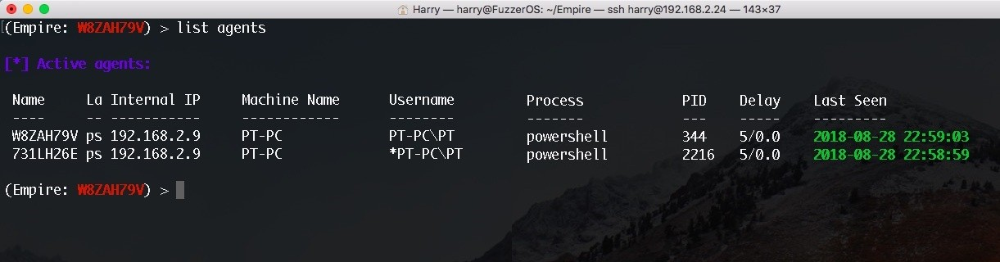 Harry — harry@FuzzerOS: ~/Empire — ssh harry@192.168.2.24 — 143×37
(Empire: W8ZAH79V) > list agents
[*] Active agents:
Name La Internal IP Machine Name Username Process PID Delay Last Seen
---- -- ----------- ------------ -------- ------- --- ----- ---------
W8ZAH79V ps 192.168.2.9 PT-PC PT-PC\PT powershell 344 5/0.0 2018-08-28 22:59:03
731LH26E ps 192.168.2.9 PT-PC *PT-PC\PT powershell 2216 5/0.0 2018-08-28 22:58:59
(Empire: W8ZAH79V) >